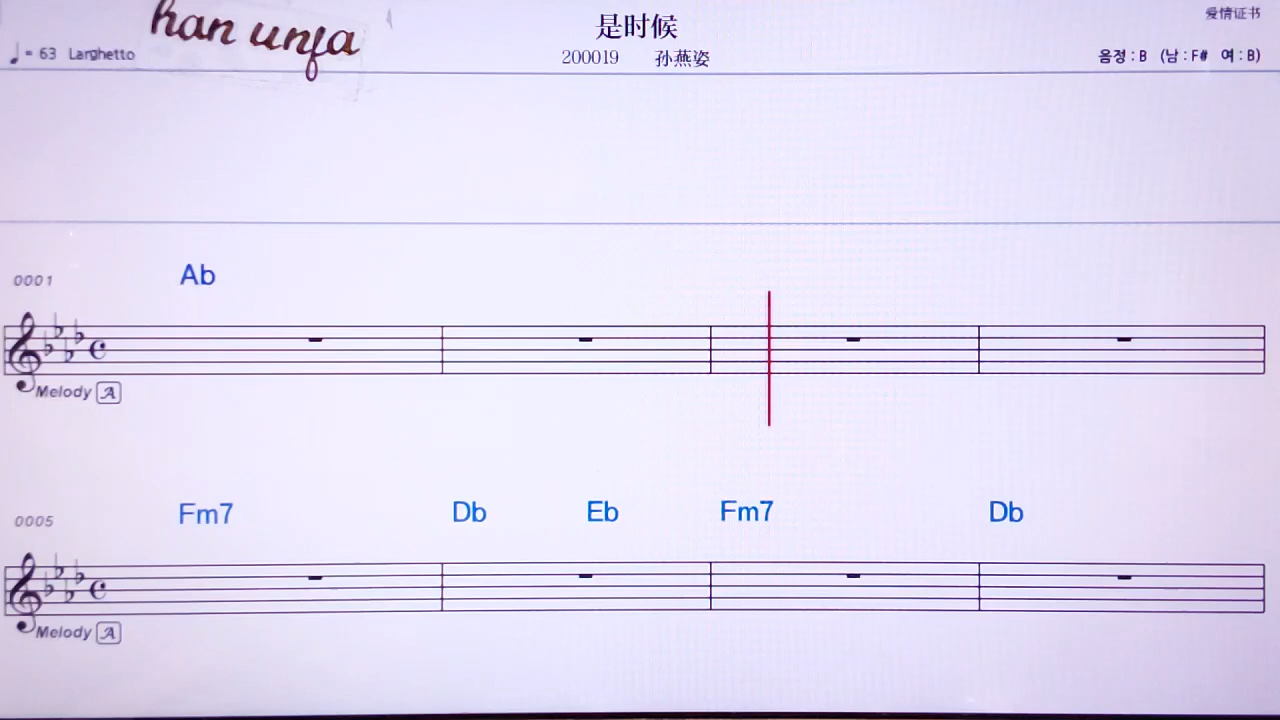 han unfa
是时候
爱情证书
♩= 63 Larghetto
200019 孙燕姿
음정 : B (남 : F# 여 : B)
0001 Ab
Melody A
0005 Fm7 Db Eb Fm7 Db
Melody A